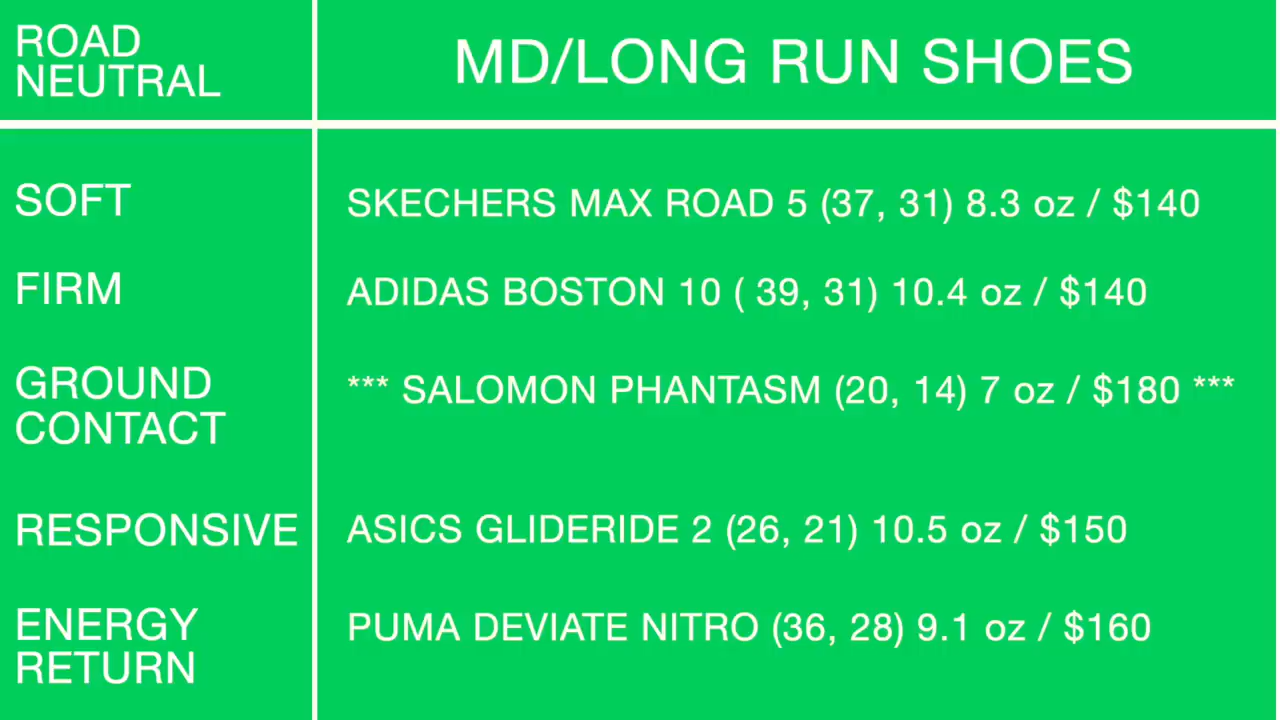 ROAD
NEUTRAL
MD/LONG RUN SHOES
SOFT
SKECHERS MAX ROAD 5 (37, 31) 8.3 oz / $140
FIRM
ADIDAS BOSTON 10 ( 39, 31) 10.4 oz / $140
GROUND
CONTACT
*** SALOMON PHANTASM (20, 14) 7 oz / $180 ***
RESPONSIVE
ASICS GLIDERIDE 2 (26, 21) 10.5 oz / $150
ENERGY
RETURN
PUMA DEVIATE NITRO (36, 28) 9.1 oz / $160